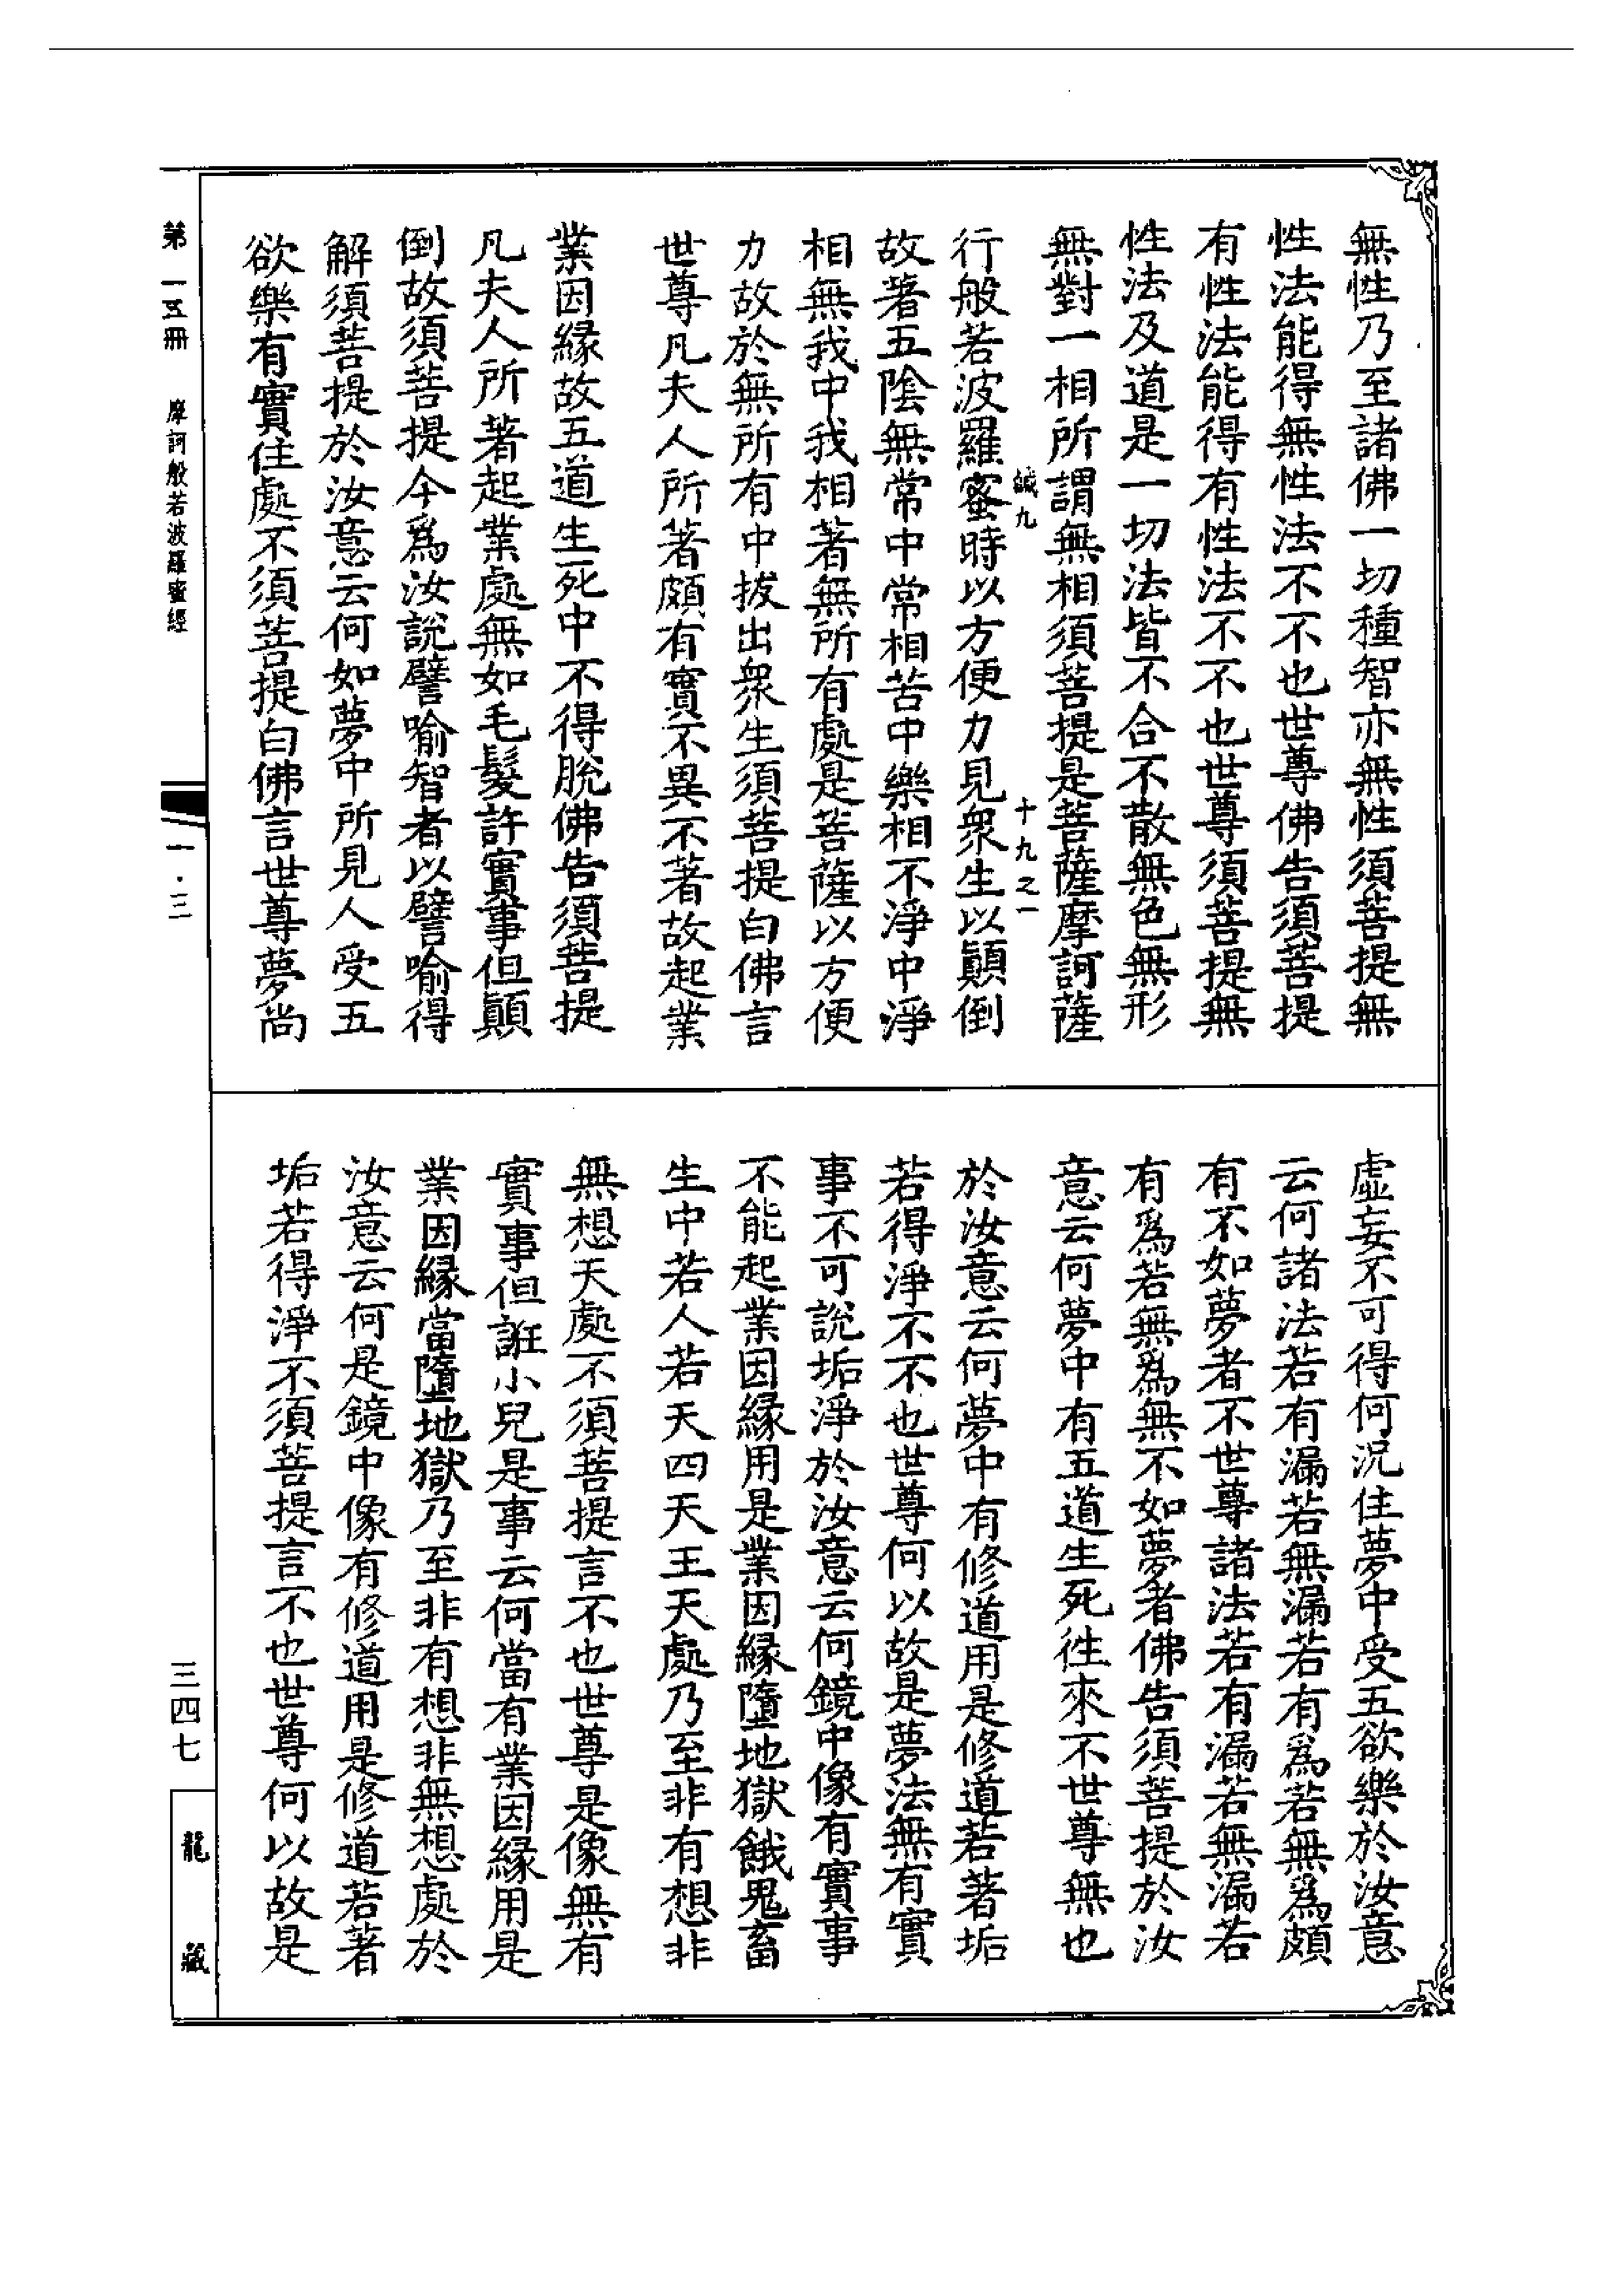 無性乃至諸佛一切種智亦無性須菩提無
性法能得無性法不不也世尊佛告須菩提
有性法能得有性法不不也世尊須菩提無
性法及道是一切法皆不合不散無色無形
無對一相所謂無相須菩提是菩薩摩訶薩
緘九
十九之一
行般若波羅蜜時以方便力見衆生以顚倒
故著五陰無常中常相苦中樂相不淨中淨
相無我中我相著無所有處是菩薩以方便
力故於無所有中拔出衆生須菩提白佛言
世尊凡夫人所著頗有實不異不著故起業
業因緣故五道生死中不得脫佛告須菩提
凡夫人所著起業處無如毛髮許實事但顚
倒故須菩提今爲汝說譬喻智者以譬喻得
解須菩提於汝意云何如夢中所見人受五
欲樂有實住處不須菩提白佛言世尊夢尚
虛妄不可得何況住夢中受五欲樂於汝意
云何諸法若有漏若無漏若有爲若無爲頗
有不如夢者不世尊諸法若有漏若無漏若
有爲若無爲無不如夢者佛告須菩提於汝
意云何夢中有五道生死往來不世尊無也
於汝意云何夢中有修道用是修道若著垢
若得淨不不也世尊何以故是夢法無有實
事不可說垢淨於汝意云何鏡中像有實事
不能起業因緣用是業因緣墮地獄餓鬼畜
生中若人若天四天王天處乃至非有想非
無想天處不須菩提言不也世尊是像無有
實事但誑小兒是事云何當有業因緣用是
業因緣當墮地獄乃至非有想非無想處於
汝意云何是鏡中像有修道用是修道若著
垢若得淨不須菩提言不也世尊何以故是
第一五冊
摩訶般若波羅蜜經
一·三
三四七
龍藏